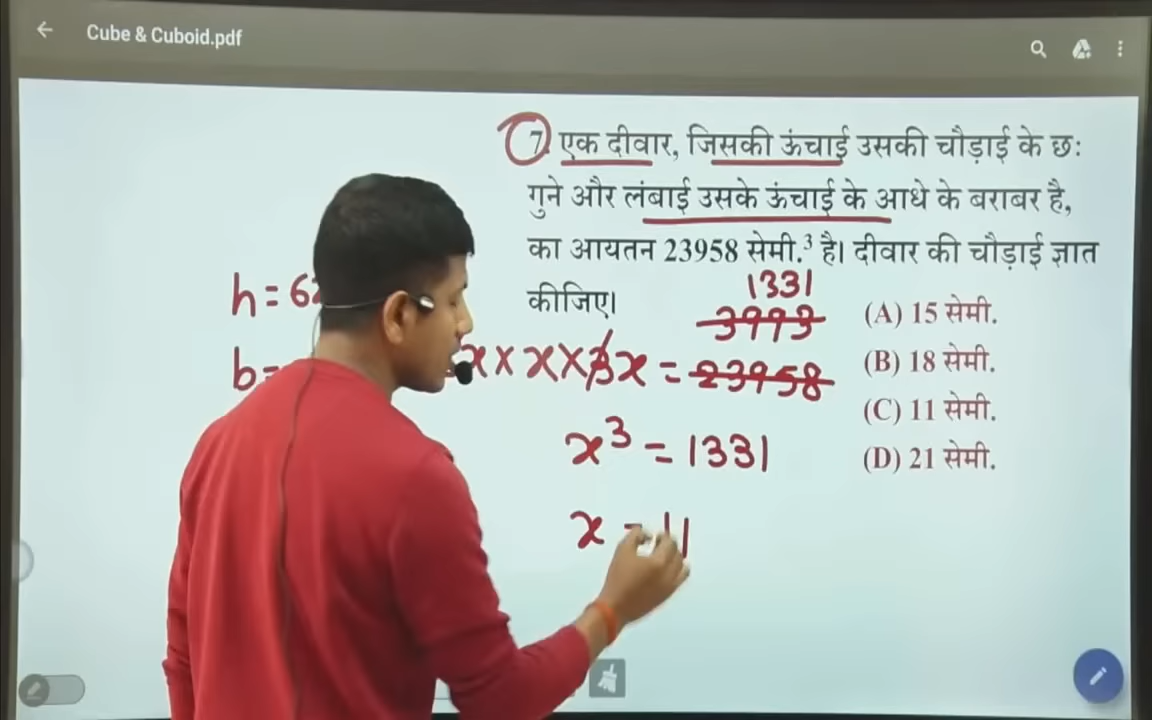 Cube & Cuboid.pdf
7. एक दीवार, जिसकी ऊंचाई उसकी चौड़ाई के छः
गुने और लंबाई उसके ऊंचाई के आधे के बराबर है,
का आयतन 23958 सेमी.³ है। दीवार की चौड़ाई ज्ञात
कीजिए।
(A) 15 सेमी.
(B) 18 सेमी.
(C) 11 सेमी.
(D) 21 सेमी.
h = 6
b =
1331
3993
x × x × 3x = 23958
x³ = 1331
x = 11